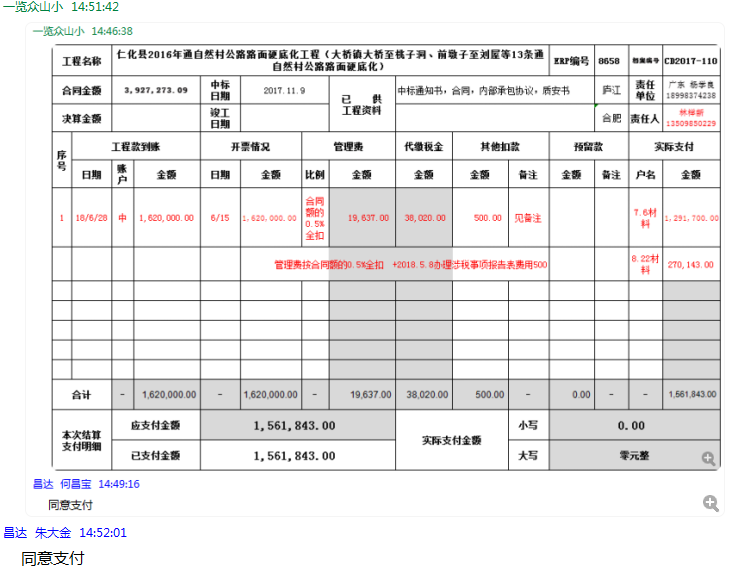 一览众山小 14:51:42
一览众山小 14:46:38
工程名称 仁化县2016年通自然村公路路面硬底化工程（大桥镇大桥至桃子洞、前墩子至刘屋等13条通自然村公路路面硬底化） ERP编号 8658 档案编号 CD2017-110
合同金额 3,927,273.09 中标日期 2017.11.9 已 供 工程资料 中标通知书，合同，内部承包协议，质安书 庐江 责任单位 广东 杨学良 18998374238
决算金额 竣工日期 合肥 责任人 13509850229
序号 工程款到账 开票情况 管理费 代缴税金 其他扣款 预留款 实际支付
日期 账户 金额 日期 金额 比例 金额 金额 金额 备注 金额 备注 户名 金额
1 18/6/28 中 1,620,000.00 6/15 1,620,000.00 合同额的0.5%全扣 19,637.00 38,020.00 500.00 见备注 7.6材料 1,291,700.00
管理费按合同额的0.5%全扣 +2018.5.8办理涉税事项报告表费用500 8.22材料 270,143.00
合计 - 1,620,000.00 - 1,620,000.00 - 19,637.00 38,020.00 500.00 - 0.00 - - 1,561,843.00
本次结算支付明细 应支付金额 1,561,843.00 实际支付金额 小写 0.00
已支付金额 1,561,843.00 大写 零元整
昌达 何昌宝 14:49:16
同意支付
昌达 朱大金 14:52:01
同意支付